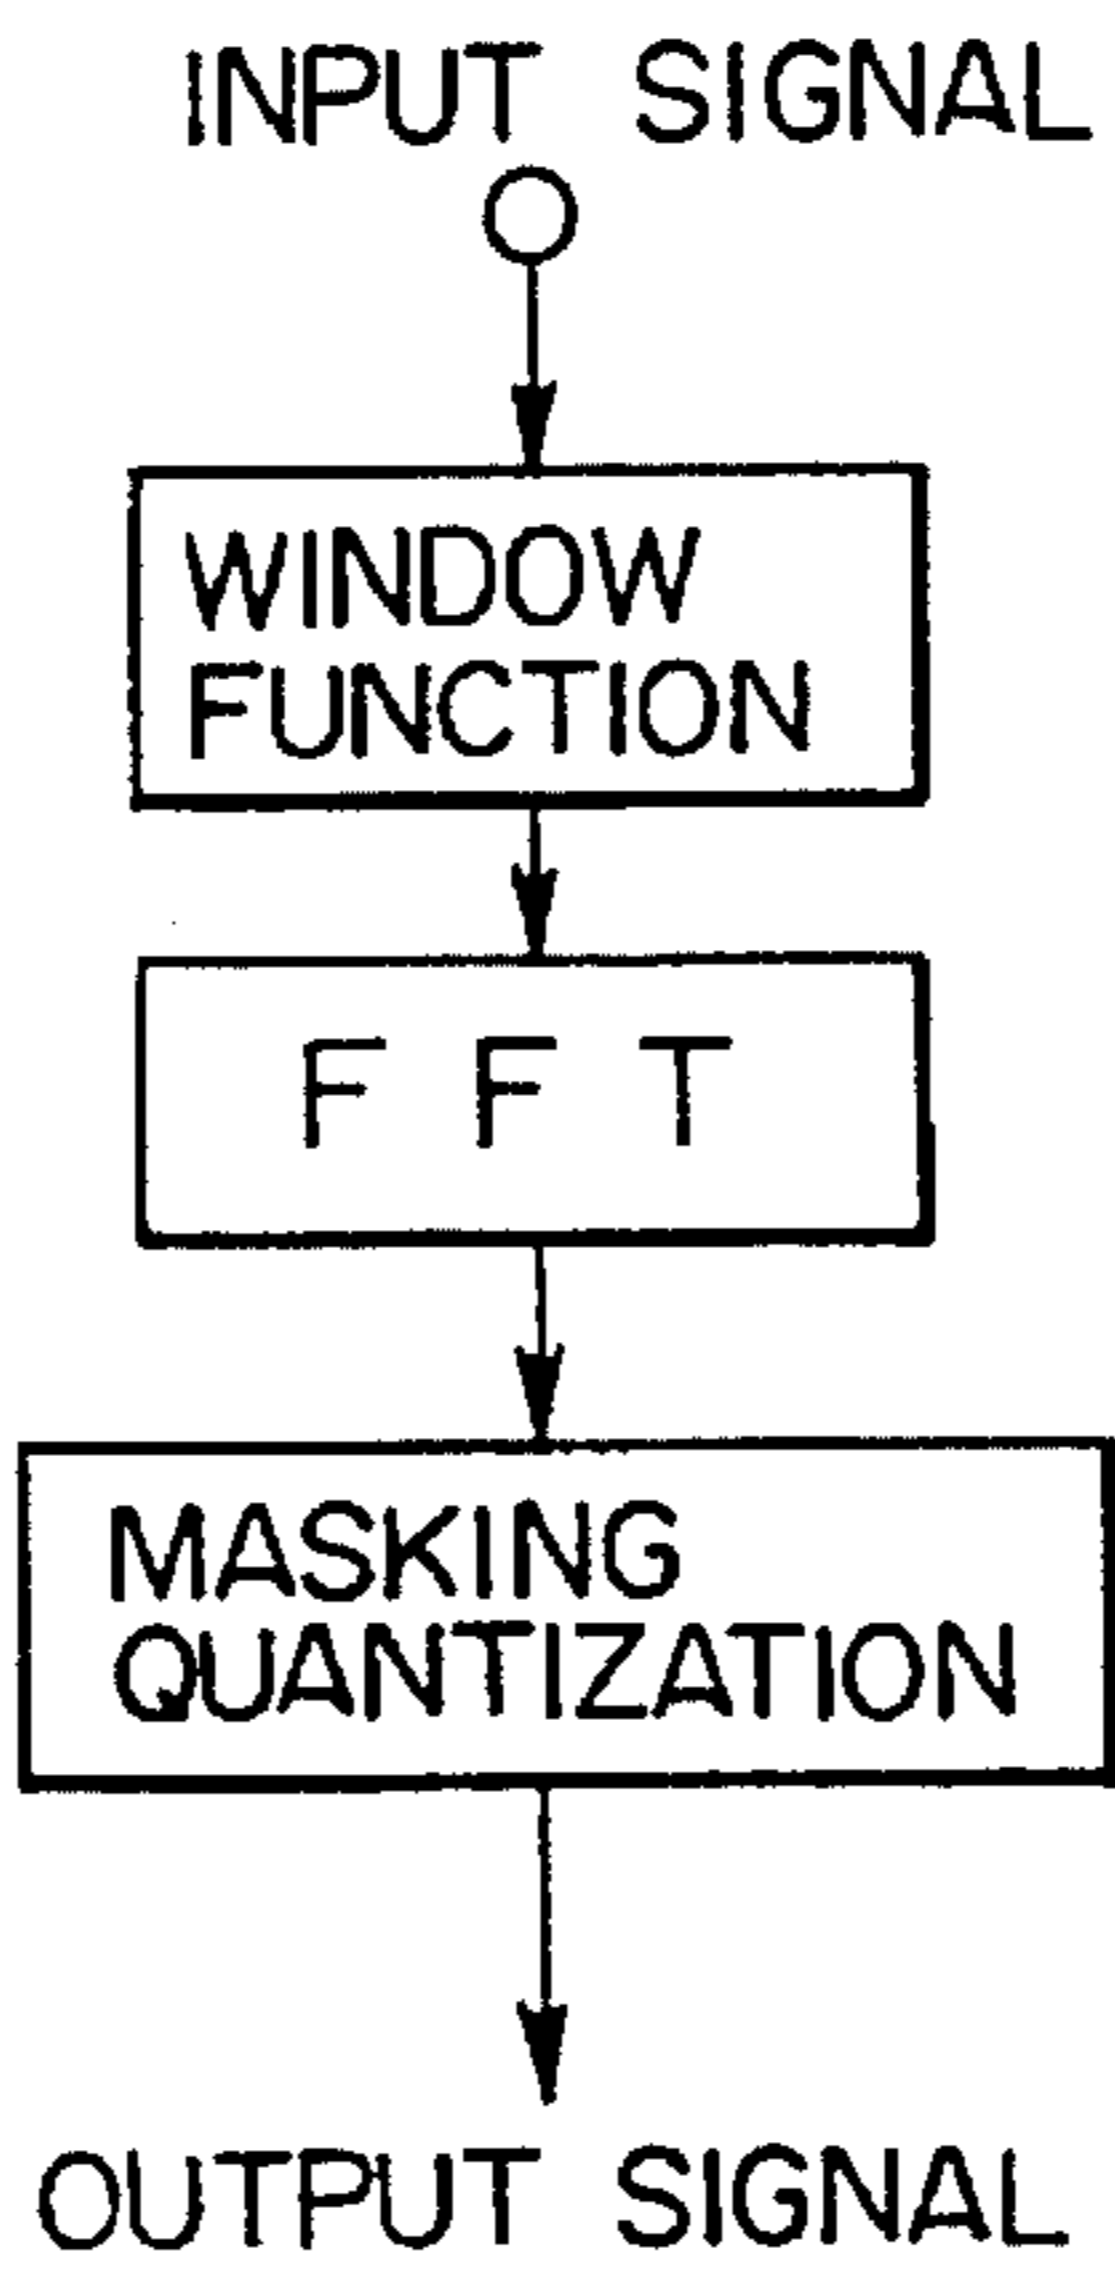 INPUT SIGNAL
WINDOW
FUNCTION
F F T
MASKING
QUANTIZATION
OUTPUT SIGNAL